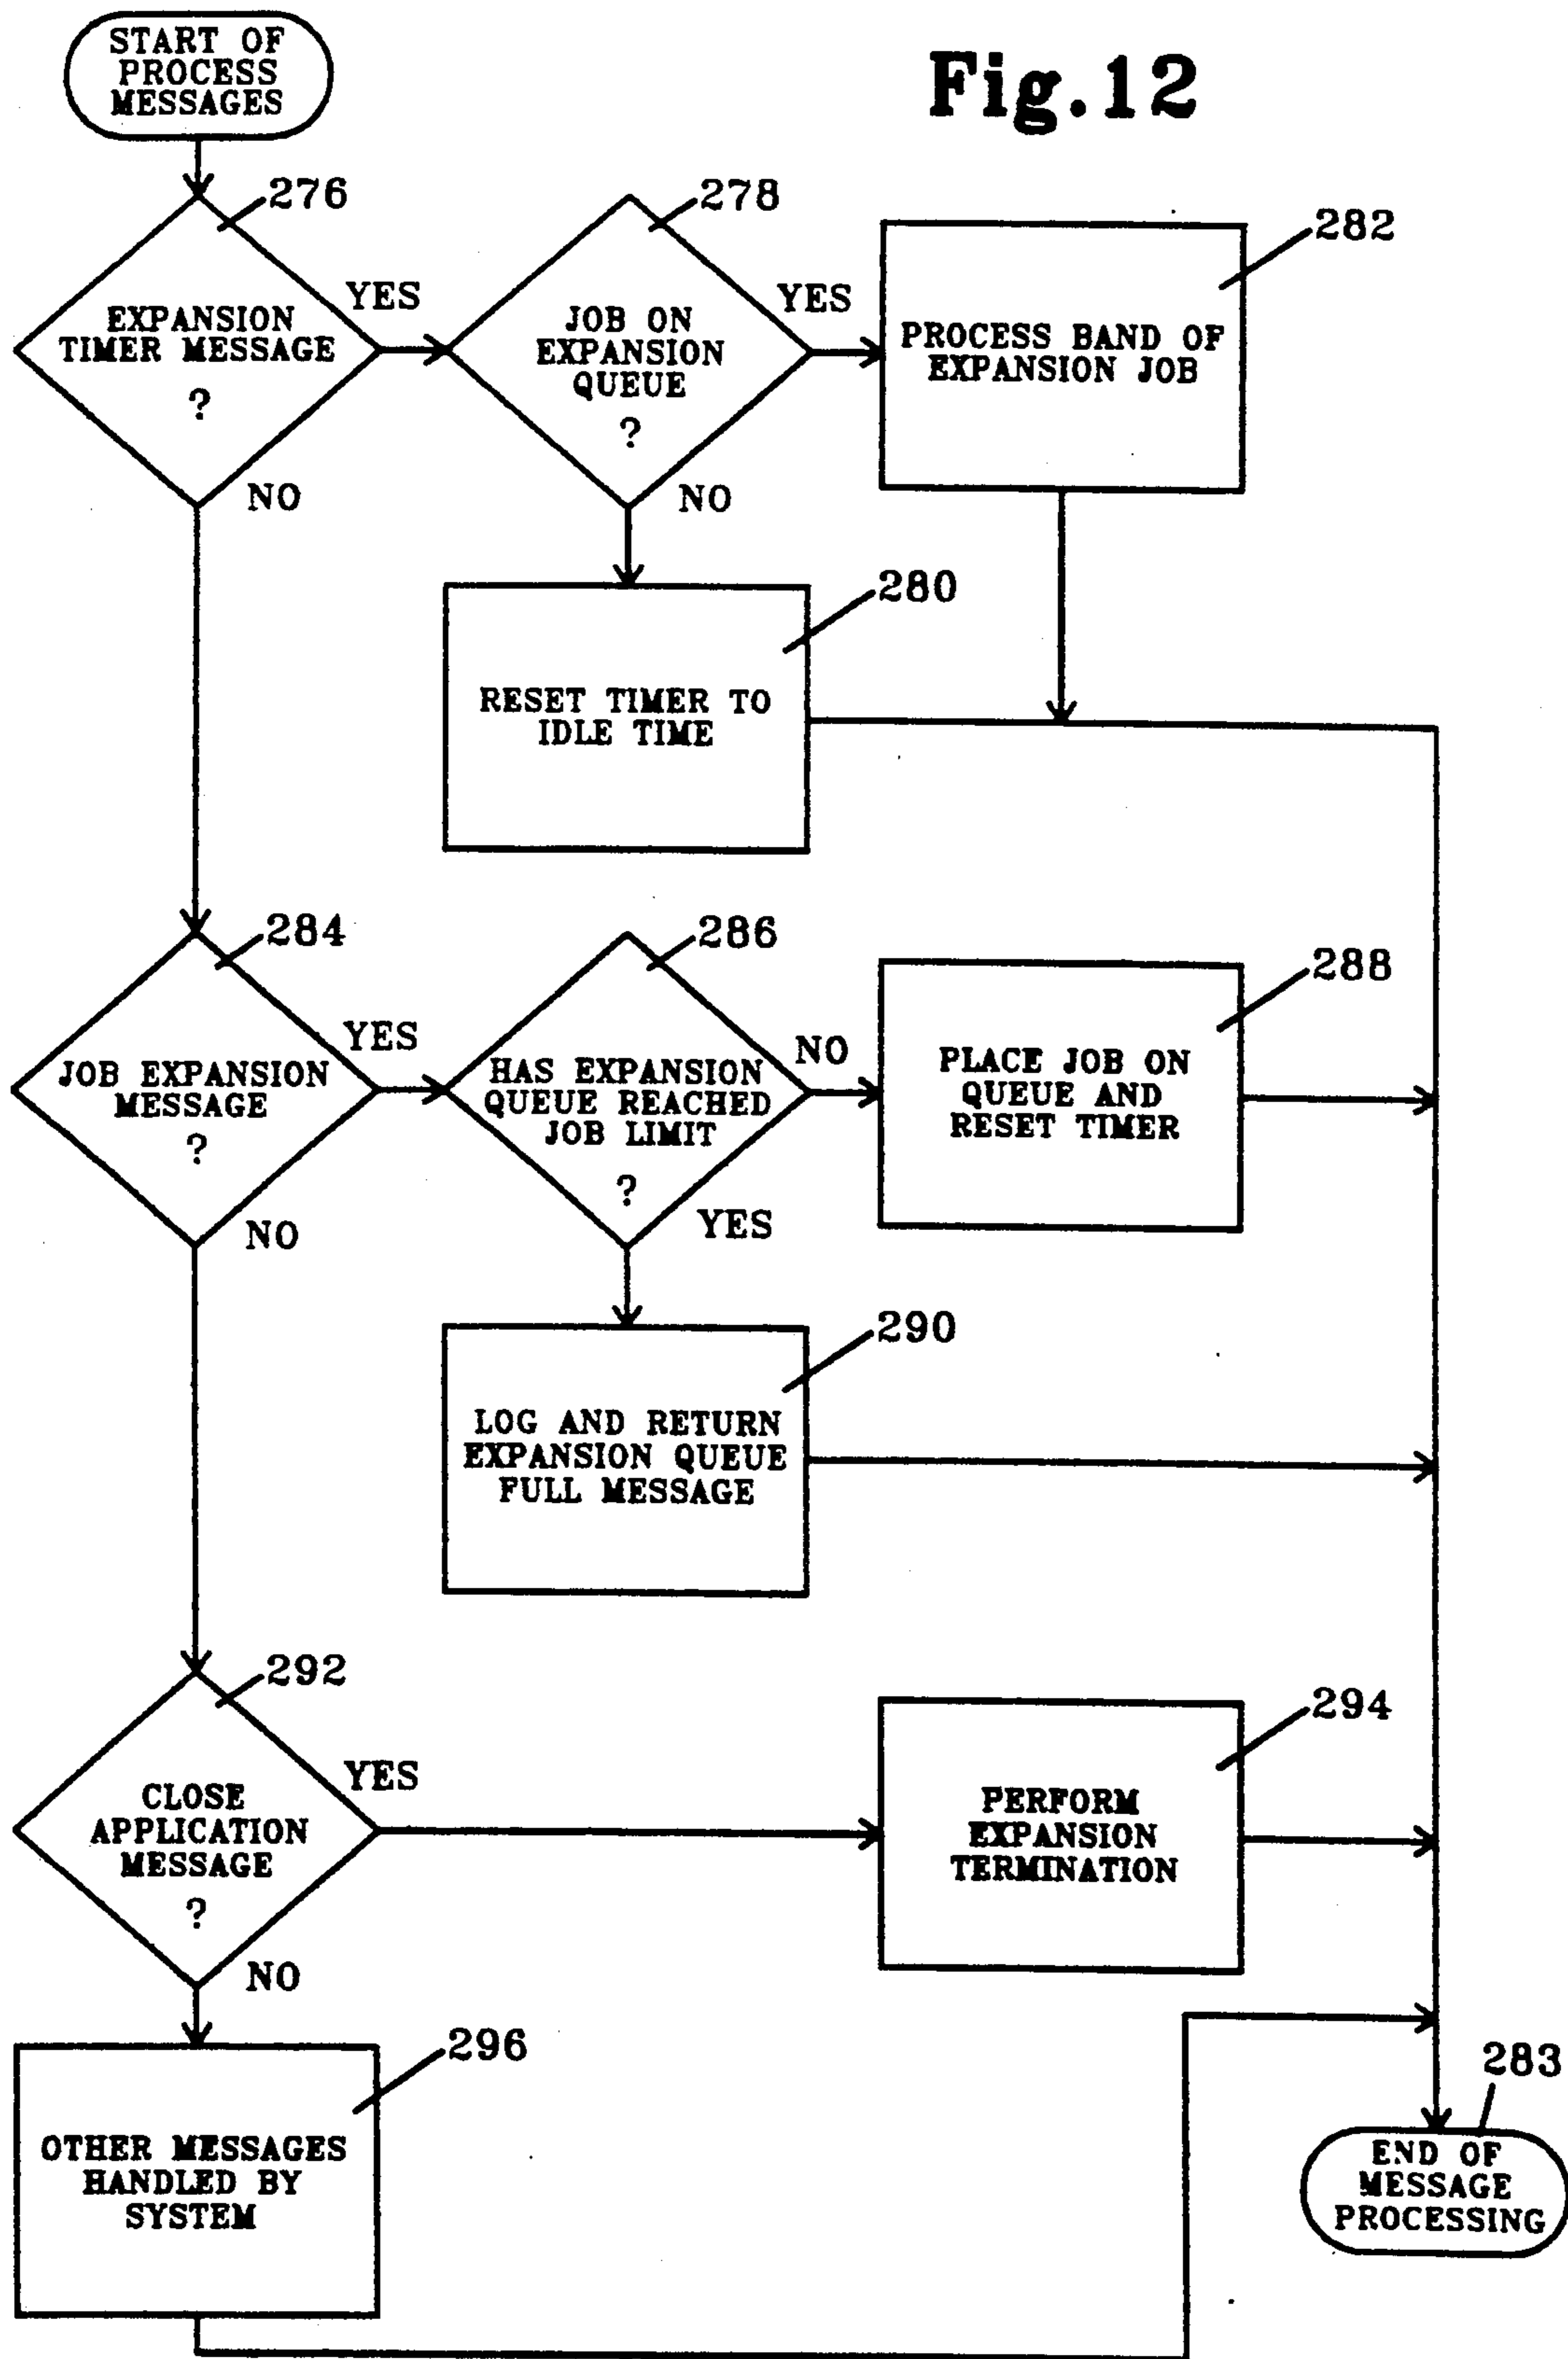 START OF
PROCESS
MESSAGES
Fig.12
276
278
282
EXPANSION
TIMER MESSAGE
?
YES
NO
JOB ON
EXPANSION
QUEUE
?
YES
NO
PROCESS BAND OF
EXPANSION JOB
280
RESET TIMER TO
IDLE TIME
284
286
288
JOB EXPANSION
MESSAGE
?
YES
NO
HAS EXPANSION
QUEUE REACHED
JOB LIMIT
?
NO
YES
PLACE JOB ON
QUEUE AND
RESET TIMER
290
LOG AND RETURN
EXPANSION QUEUE
FULL MESSAGE
292
294
CLOSE
APPLICATION
MESSAGE
?
YES
NO
PERFORM
EXPANSION
TERMINATION
296
OTHER MESSAGES
HANDLED BY
SYSTEM
283
END OF
MESSAGE
PROCESSING